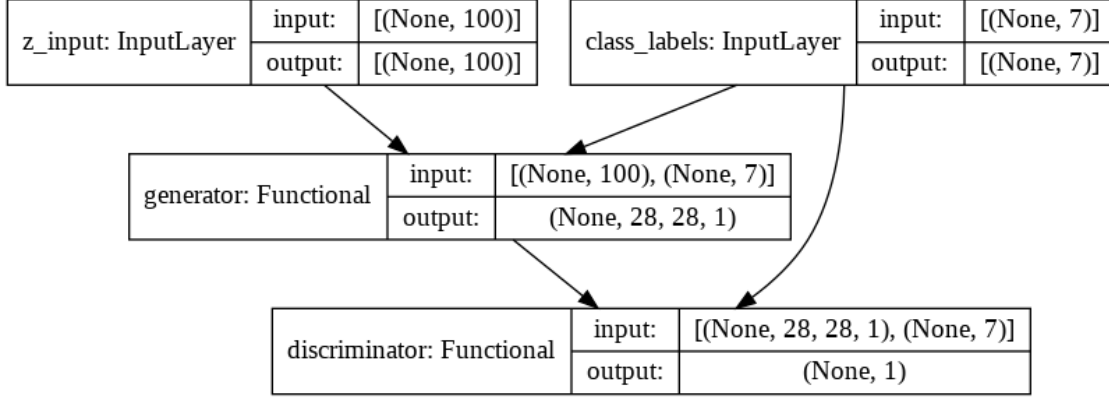 z_input: InputLayer
input:
[(None, 100)]
output:
[(None, 100)]
class_labels: InputLayer
input:
[(None, 7)]
output:
[(None, 7)]
generator: Functional
input:
[(None, 100), (None, 7)]
output:
(None, 28, 28, 1)
discriminator: Functional
input:
[(None, 28, 28, 1), (None, 7)]
output:
(None, 1)